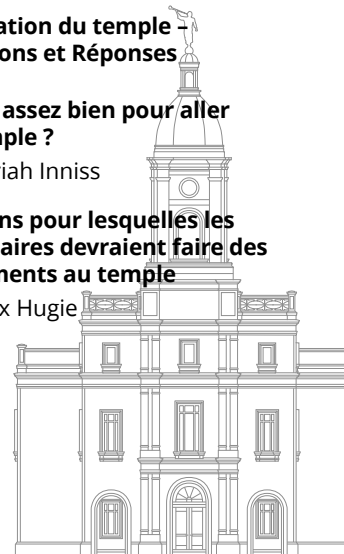 ation du temple –
ons et Réponses
assez bien pour aller
nple ?
iah Inniss
ns pour lesquelles les
aires devraient faire des
ments au temple
x Hugie